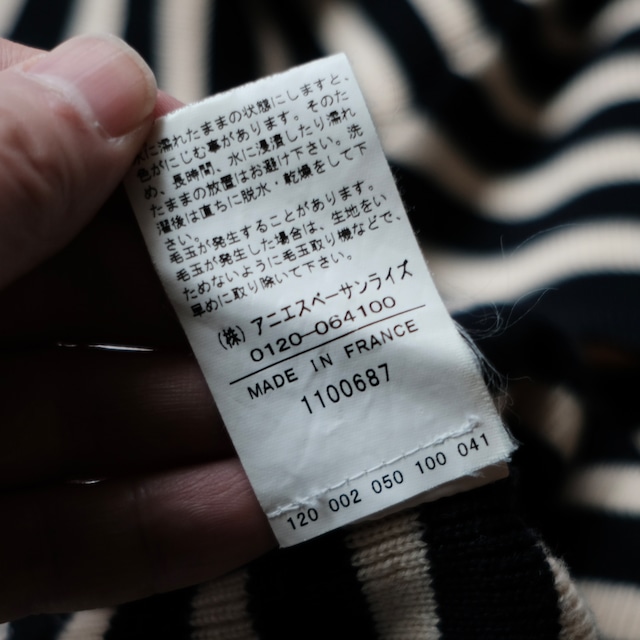 に濡れたままの状態にしますと、
色がにじむ事があります。そのた
め、長時間、水に浸漬したり濡れ
たままの放置はお避け下さい。洗
濯後は直ちに脱水・乾燥をして下
さい。
毛玉が発生することがあります。
毛玉が発生した場合は、生地をい
ためないように毛玉取り機などで、
早めに取り除いて下さい。
(株)アニエスベーサンライズ
0120-064100
MADE IN FRANCE
1100687
120 002 050 100 041